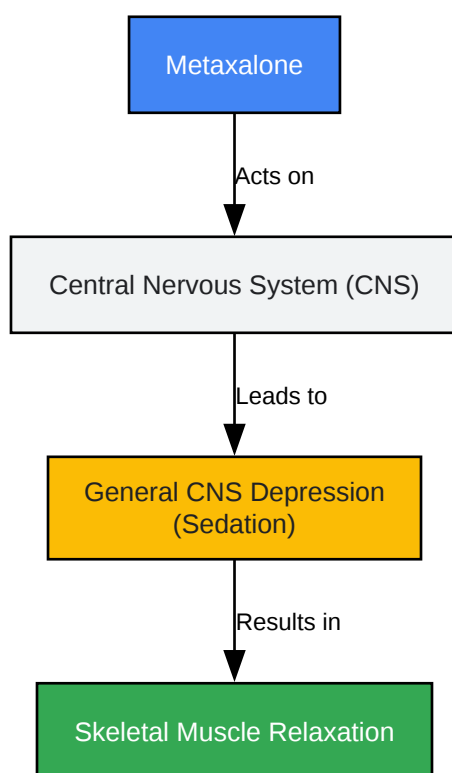 Metaxalone
Acts on
Central Nervous System (CNS)
Leads to
General CNS Depression
(Sedation)
Results in
Skeletal Muscle Relaxation